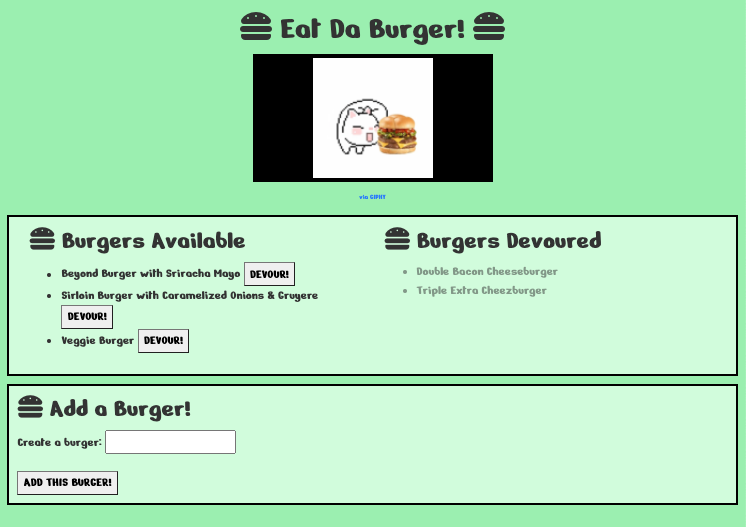 Eat Da Burger!
via GIPHY
Burgers Available
Beyond Burger with Sriracha Mayo DEVOUR!
Sirloin Burger with Caramelized Onions & Gruyere
DEVOUR!
Veggie Burger DEVOUR!
Burgers Devoured
Double Bacon Cheeseburger
Triple Extra Cheezburger
Add a Burger!
Create a burger:
ADD THIS BURGER!